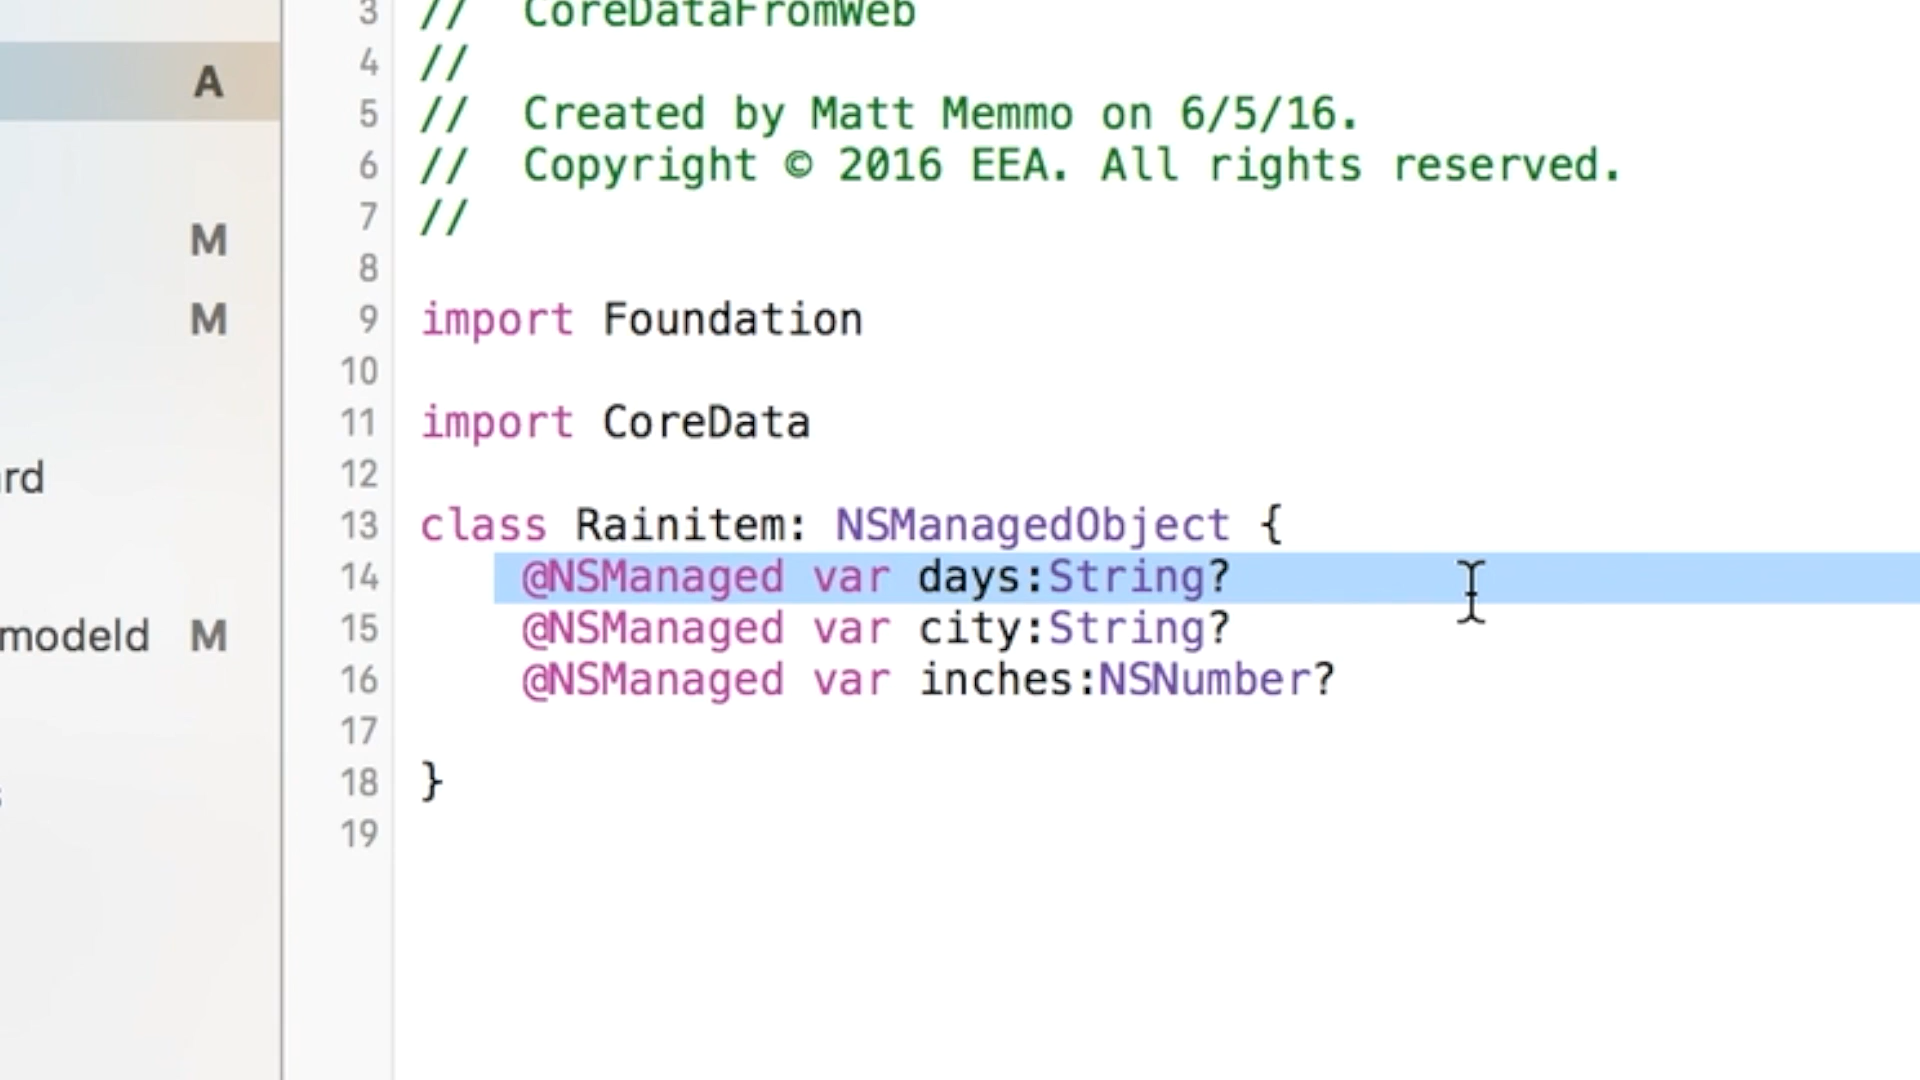 3 // CoreDataFromWeb
A
4 //
5 // Created by Matt Memmo on 6/5/16.
6 // Copyright © 2016 EEA. All rights reserved.
7 //
M
8
M
9 import Foundation
10
11 import CoreData
12
rd
13 class Rainitem: NSManagedObject {
14 @NSManaged var days:String?
15 @NSManaged var city:String?
modeld M
16 @NSManaged var inches:NSNumber?
17
18 }
19